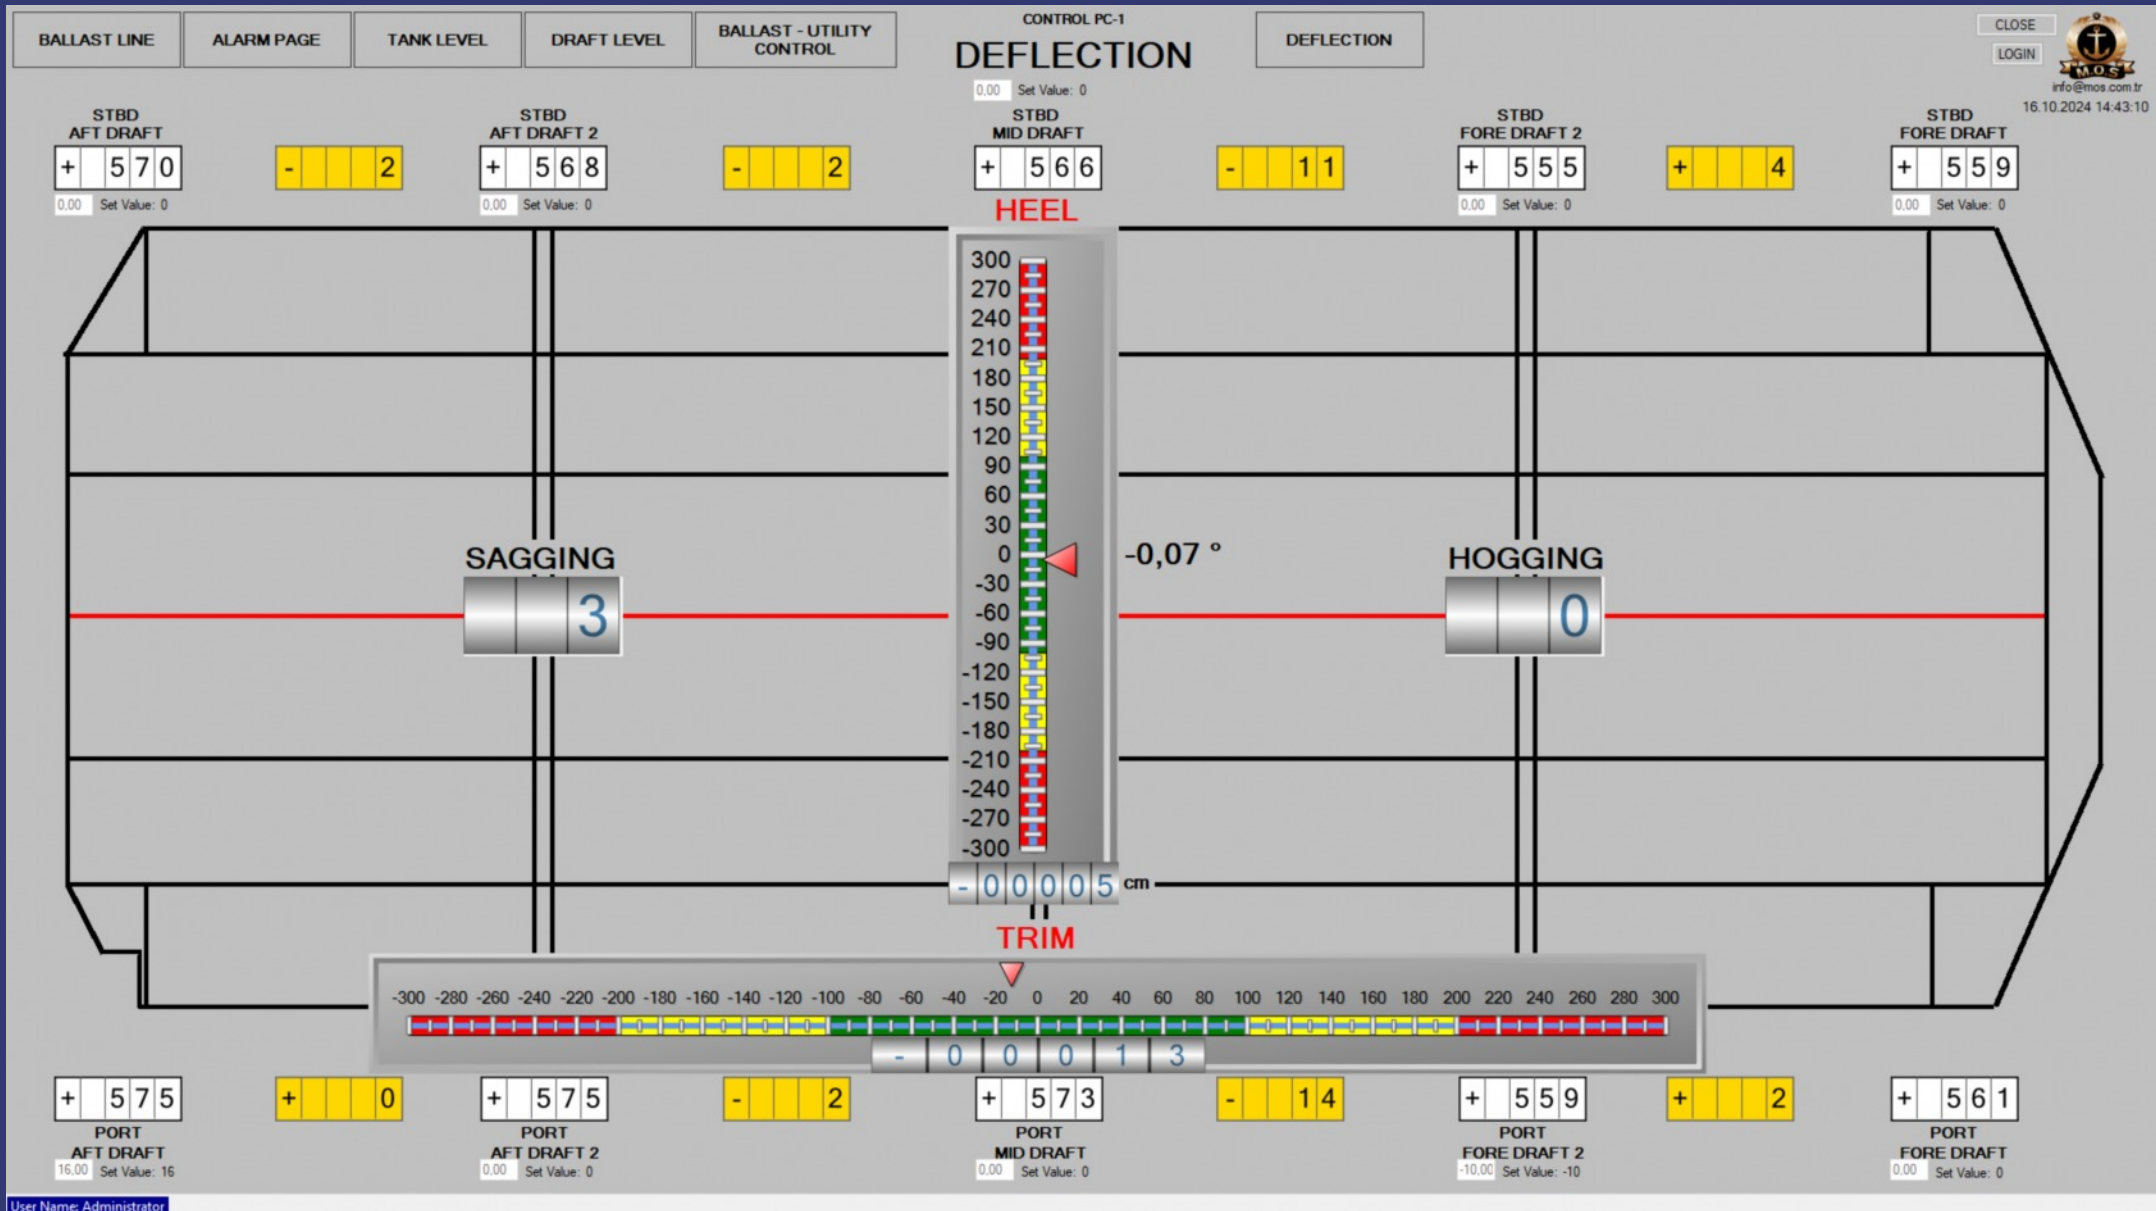 BALLAST LINE
ALARM PAGE
TANK LEVEL
DRAFT LEVEL
BALLAST - UTILITY
CONTROL
CONTROL PC-1
DEFLECTION
DEFLECTION
CLOSE
LOGIN
M.O.S
info@mos.com.tr
16.10.2024 14:43:10
0,00 Set Value: 0
STBD
AFT DRAFT
+ 570
0,00 Set Value: 0
- 2
STBD
AFT DRAFT 2
+ 568
0,00 Set Value: 0
- 2
STBD
MID DRAFT
+ 566
- 11
STBD
FORE DRAFT 2
+ 555
0,00 Set Value: 0
+ 4
STBD
FORE DRAFT
+ 559
0,00 Set Value: 0
HEEL
300
270
240
210
180
150
120
90
60
30
0
-30
-60
-90
-120
-150
-180
-210
-240
-270
-300
-0,07 °
SAGGING
3
HOGGING
0
-00005 cm
TRIM
-300 -280 -260 -240 -220 -200 -180 -160 -140 -120 -100 -80 -60 -40 -20 0 20 40 60 80 100 120 140 160 180 200 220 240 260 280 300
-00013
+ 575
PORT
AFT DRAFT
16,00 Set Value: 16
+ 0
+ 575
PORT
AFT DRAFT 2
0,00 Set Value: 0
- 2
+ 573
PORT
MID DRAFT
0,00 Set Value: 0
- 14
+ 559
PORT
FORE DRAFT 2
-10,00 Set Value: -10
+ 2
+ 561
PORT
FORE DRAFT
0,00 Set Value: 0
User Name: Administrator